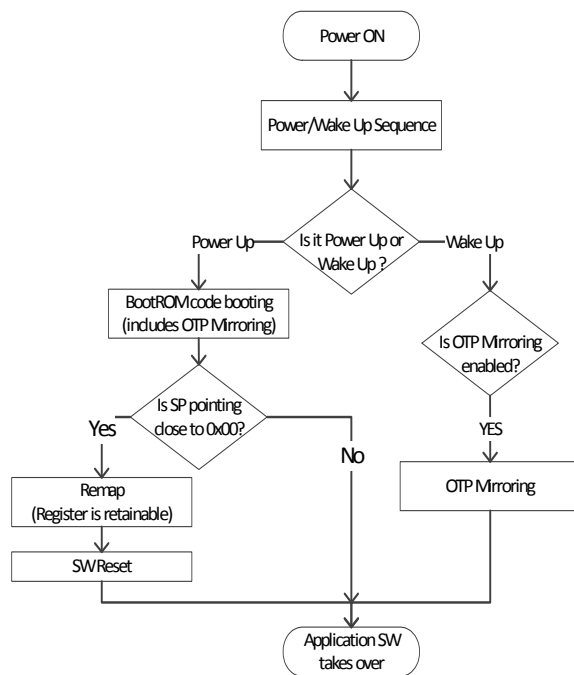 Power ON
Power/Wake Up Sequence
Is it Power Up or
Wake Up ?
Power Up
Wake Up
BootROM code booting
(includes OTP Mirroring)
Is OTP Mirroring
enabled?
Is SP pointing
close to 0x00?
Yes
No
YES
Remap
(Register is retainable)
OTP Mirroring
SW Reset
Application SW
takes over